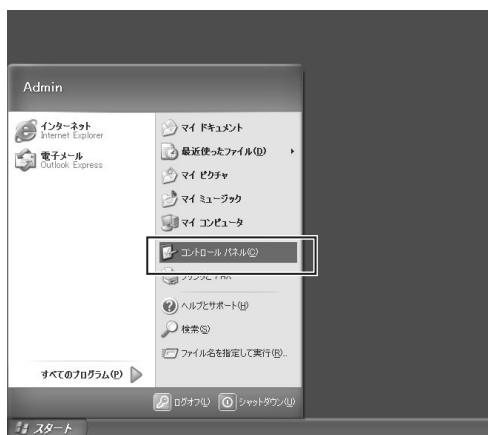 Admin
インターネット
Internet Explorer
電子メール
Outlook Express
すべてのプログラム(P)
マイ ドキュメント
最近使ったファイル(D)
マイ ピクチャ
マイ ミュージック
マイ コンピュータ
コントロール パネル(C)
ヘルプとサポート(H)
検索(S)
ファイル名を指定して実行(R)...
ログオフ(L)
シャットダウン(U)
スタート